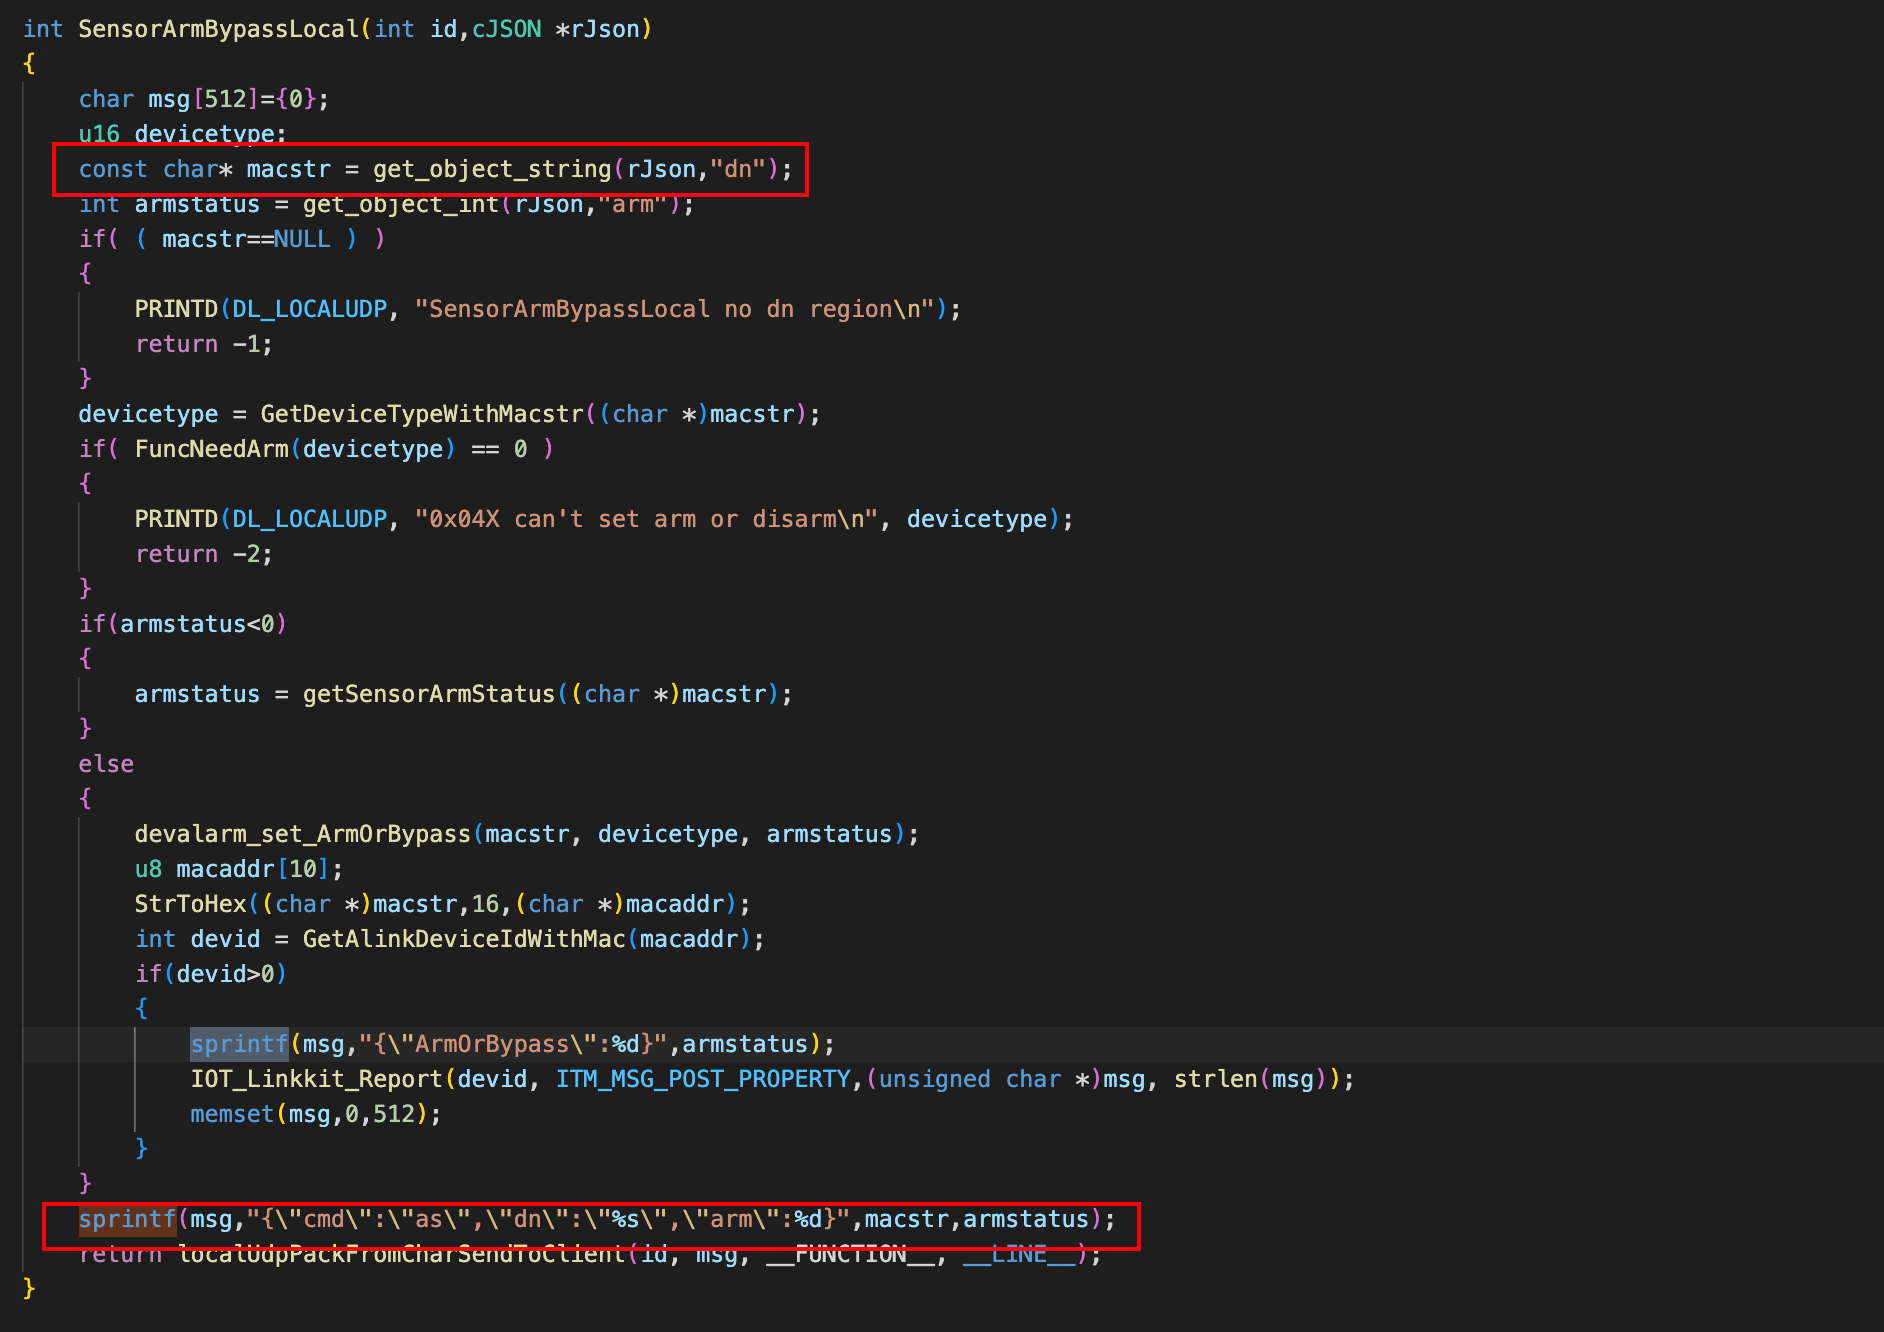 int SensorArmBypassLocal(int id,cJSON *rJson)
{
    char msg[512]={0};
    u16 devicetype;
    const char* macstr = get_object_string(rJson,"dn");
    int armstatus = get_object_int(rJson,"arm");
    if( ( macstr==NULL ) )
    {
        PRINTD(DL_LOCALUDP, "SensorArmBypassLocal no dn region\n");
        return -1;
    }
    devicetype = GetDeviceTypeWithMacstr((char *)macstr);
    if( FuncNeedArm(devicetype) == 0 )
    {
        PRINTD(DL_LOCALUDP, "0x04X can't set arm or disarm\n", devicetype);
        return -2;
    }
    if(armstatus<0)
    {
        armstatus = getSensorArmStatus((char *)macstr);
    }
    else
    {
        devalarm_set_ArmOrBypass(macstr, devicetype, armstatus);
        u8 macaddr[10];
        StrToHex((char *)macstr,16,(char *)macaddr);
        int devid = GetAlinkDeviceIdWithMac(macaddr);
        if(devid>0)
        {
            sprintf(msg,"{\"ArmOrBypass\":%d}",armstatus);
            IOT_Linkkit_Report(devid, ITM_MSG_POST_PROPERTY,(unsigned char *)msg, strlen(msg));
            memset(msg,0,512);
        }
    }
    sprintf(msg,"{\"cmd\":\"as\",\"dn\":\"%s\",\"arm\":%d}",macstr,armstatus);
    return localUdpPackFromCharSendToClient(id, msg, __FUNCTION__, __LINE__);
}